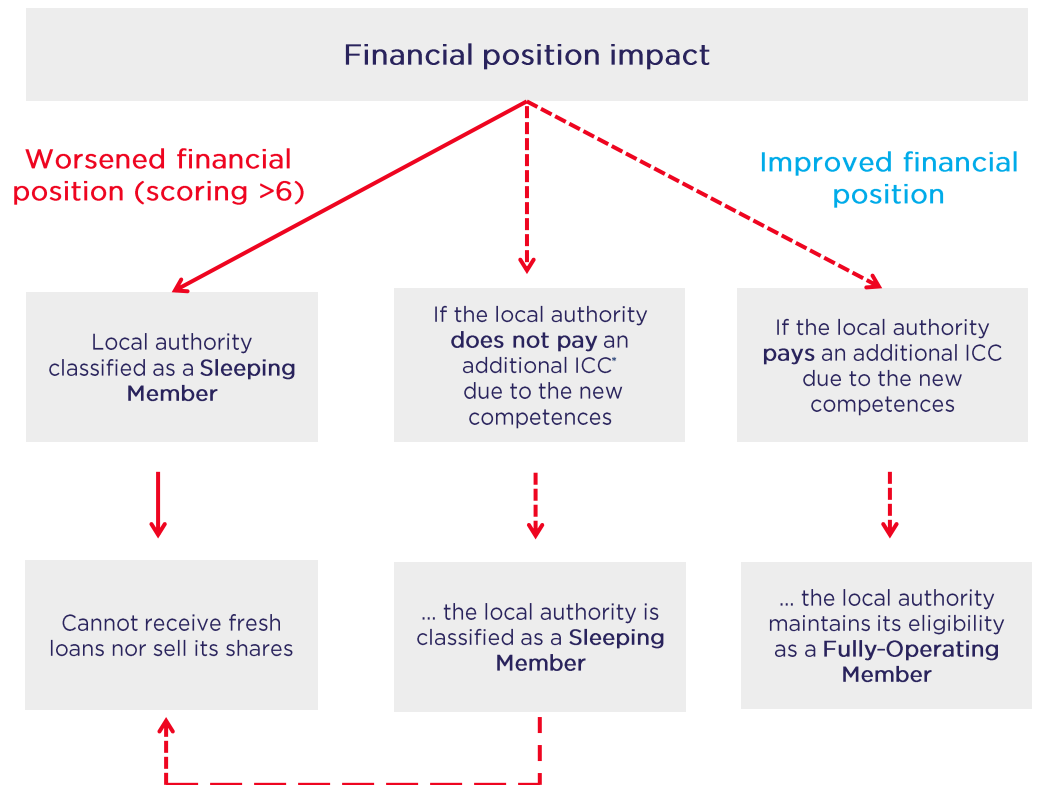 Financial position impact
Worsened financial
position (scoring >6)
Improved financial
position
Local authority
classified as a Sleeping
Member
If the local authority
does not pay an
additional ICC*
due to the new
competences
If the local authority
pays an additional ICC
due to the new
competences
Cannot receive fresh
loans nor sell its shares
... the local authority is
classified as a Sleeping
Member
... the local authority
maintains its eligibility
as a Fully-Operating
Member